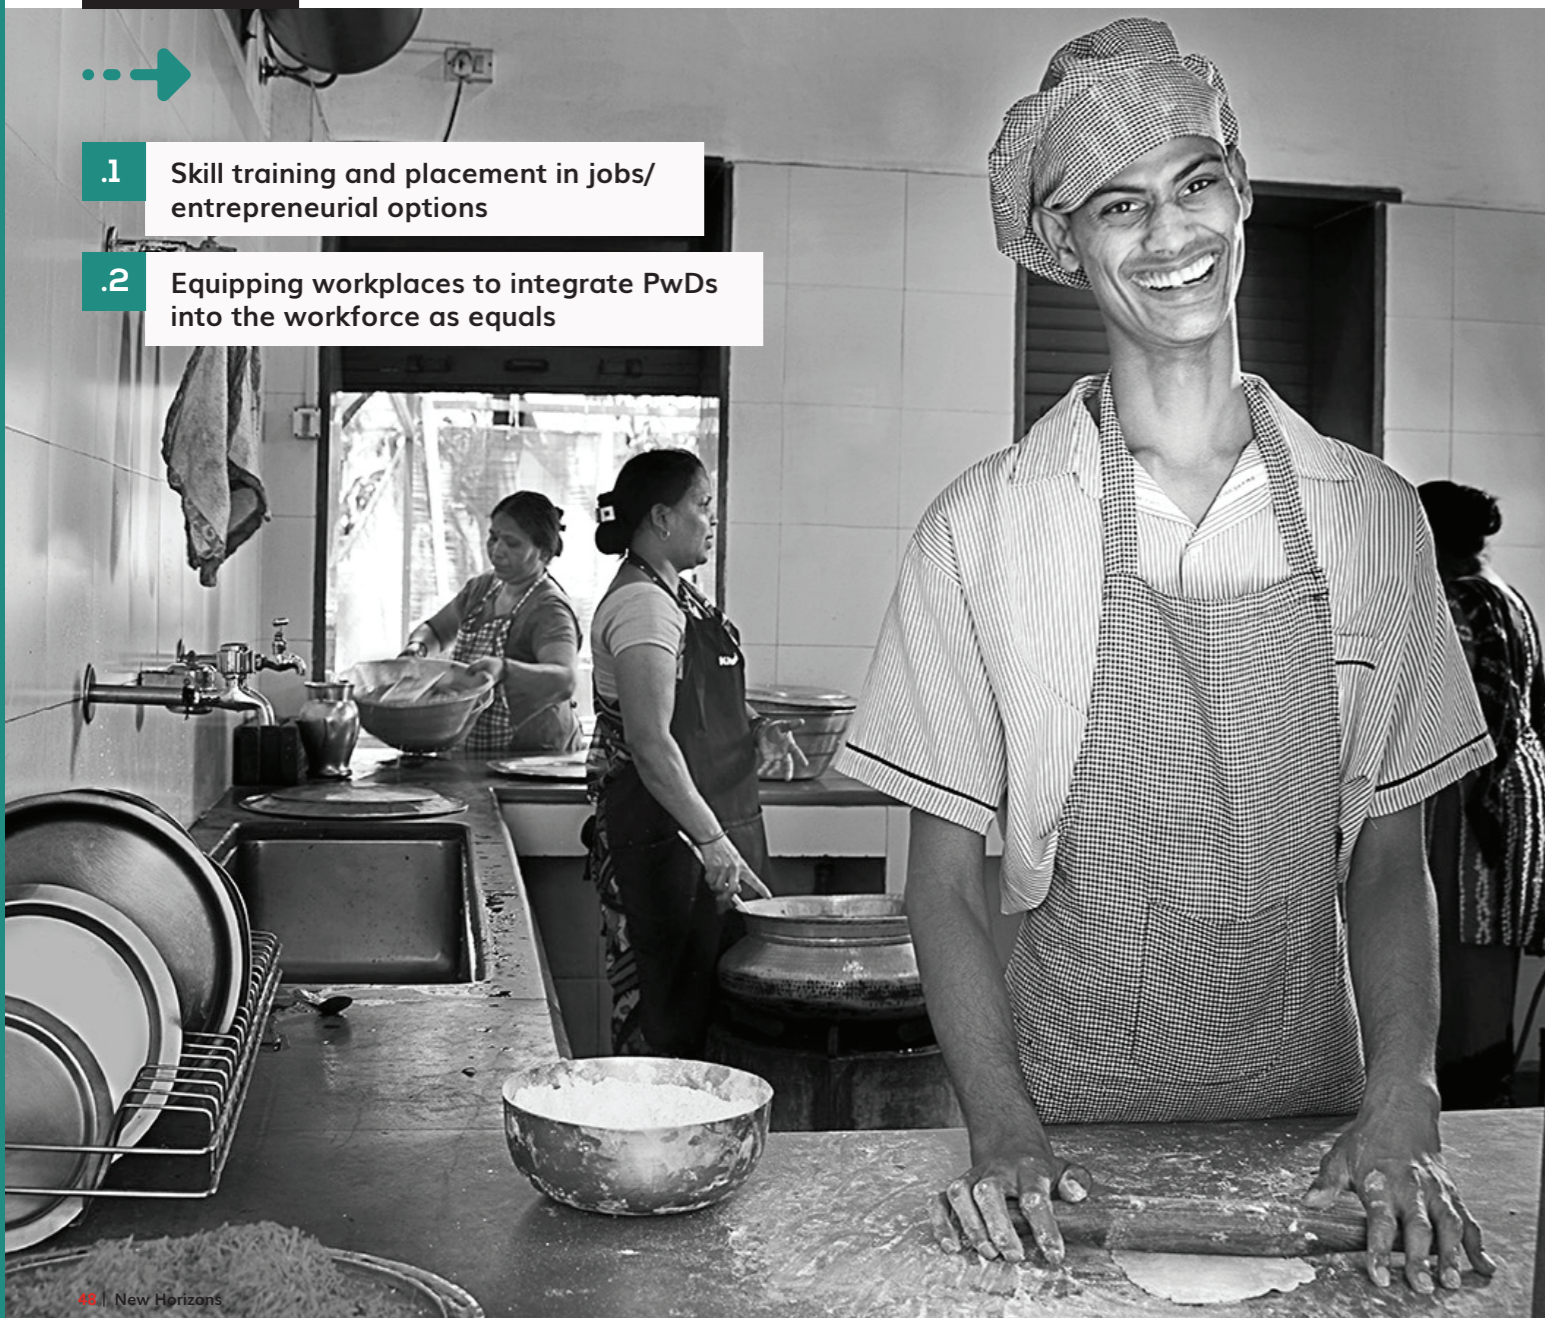 .1
Skill training and placement in jobs/
entrepreneurial options
.2
Equipping workplaces to integrate PwDs
into the workforce as equals
48 | New Horizons